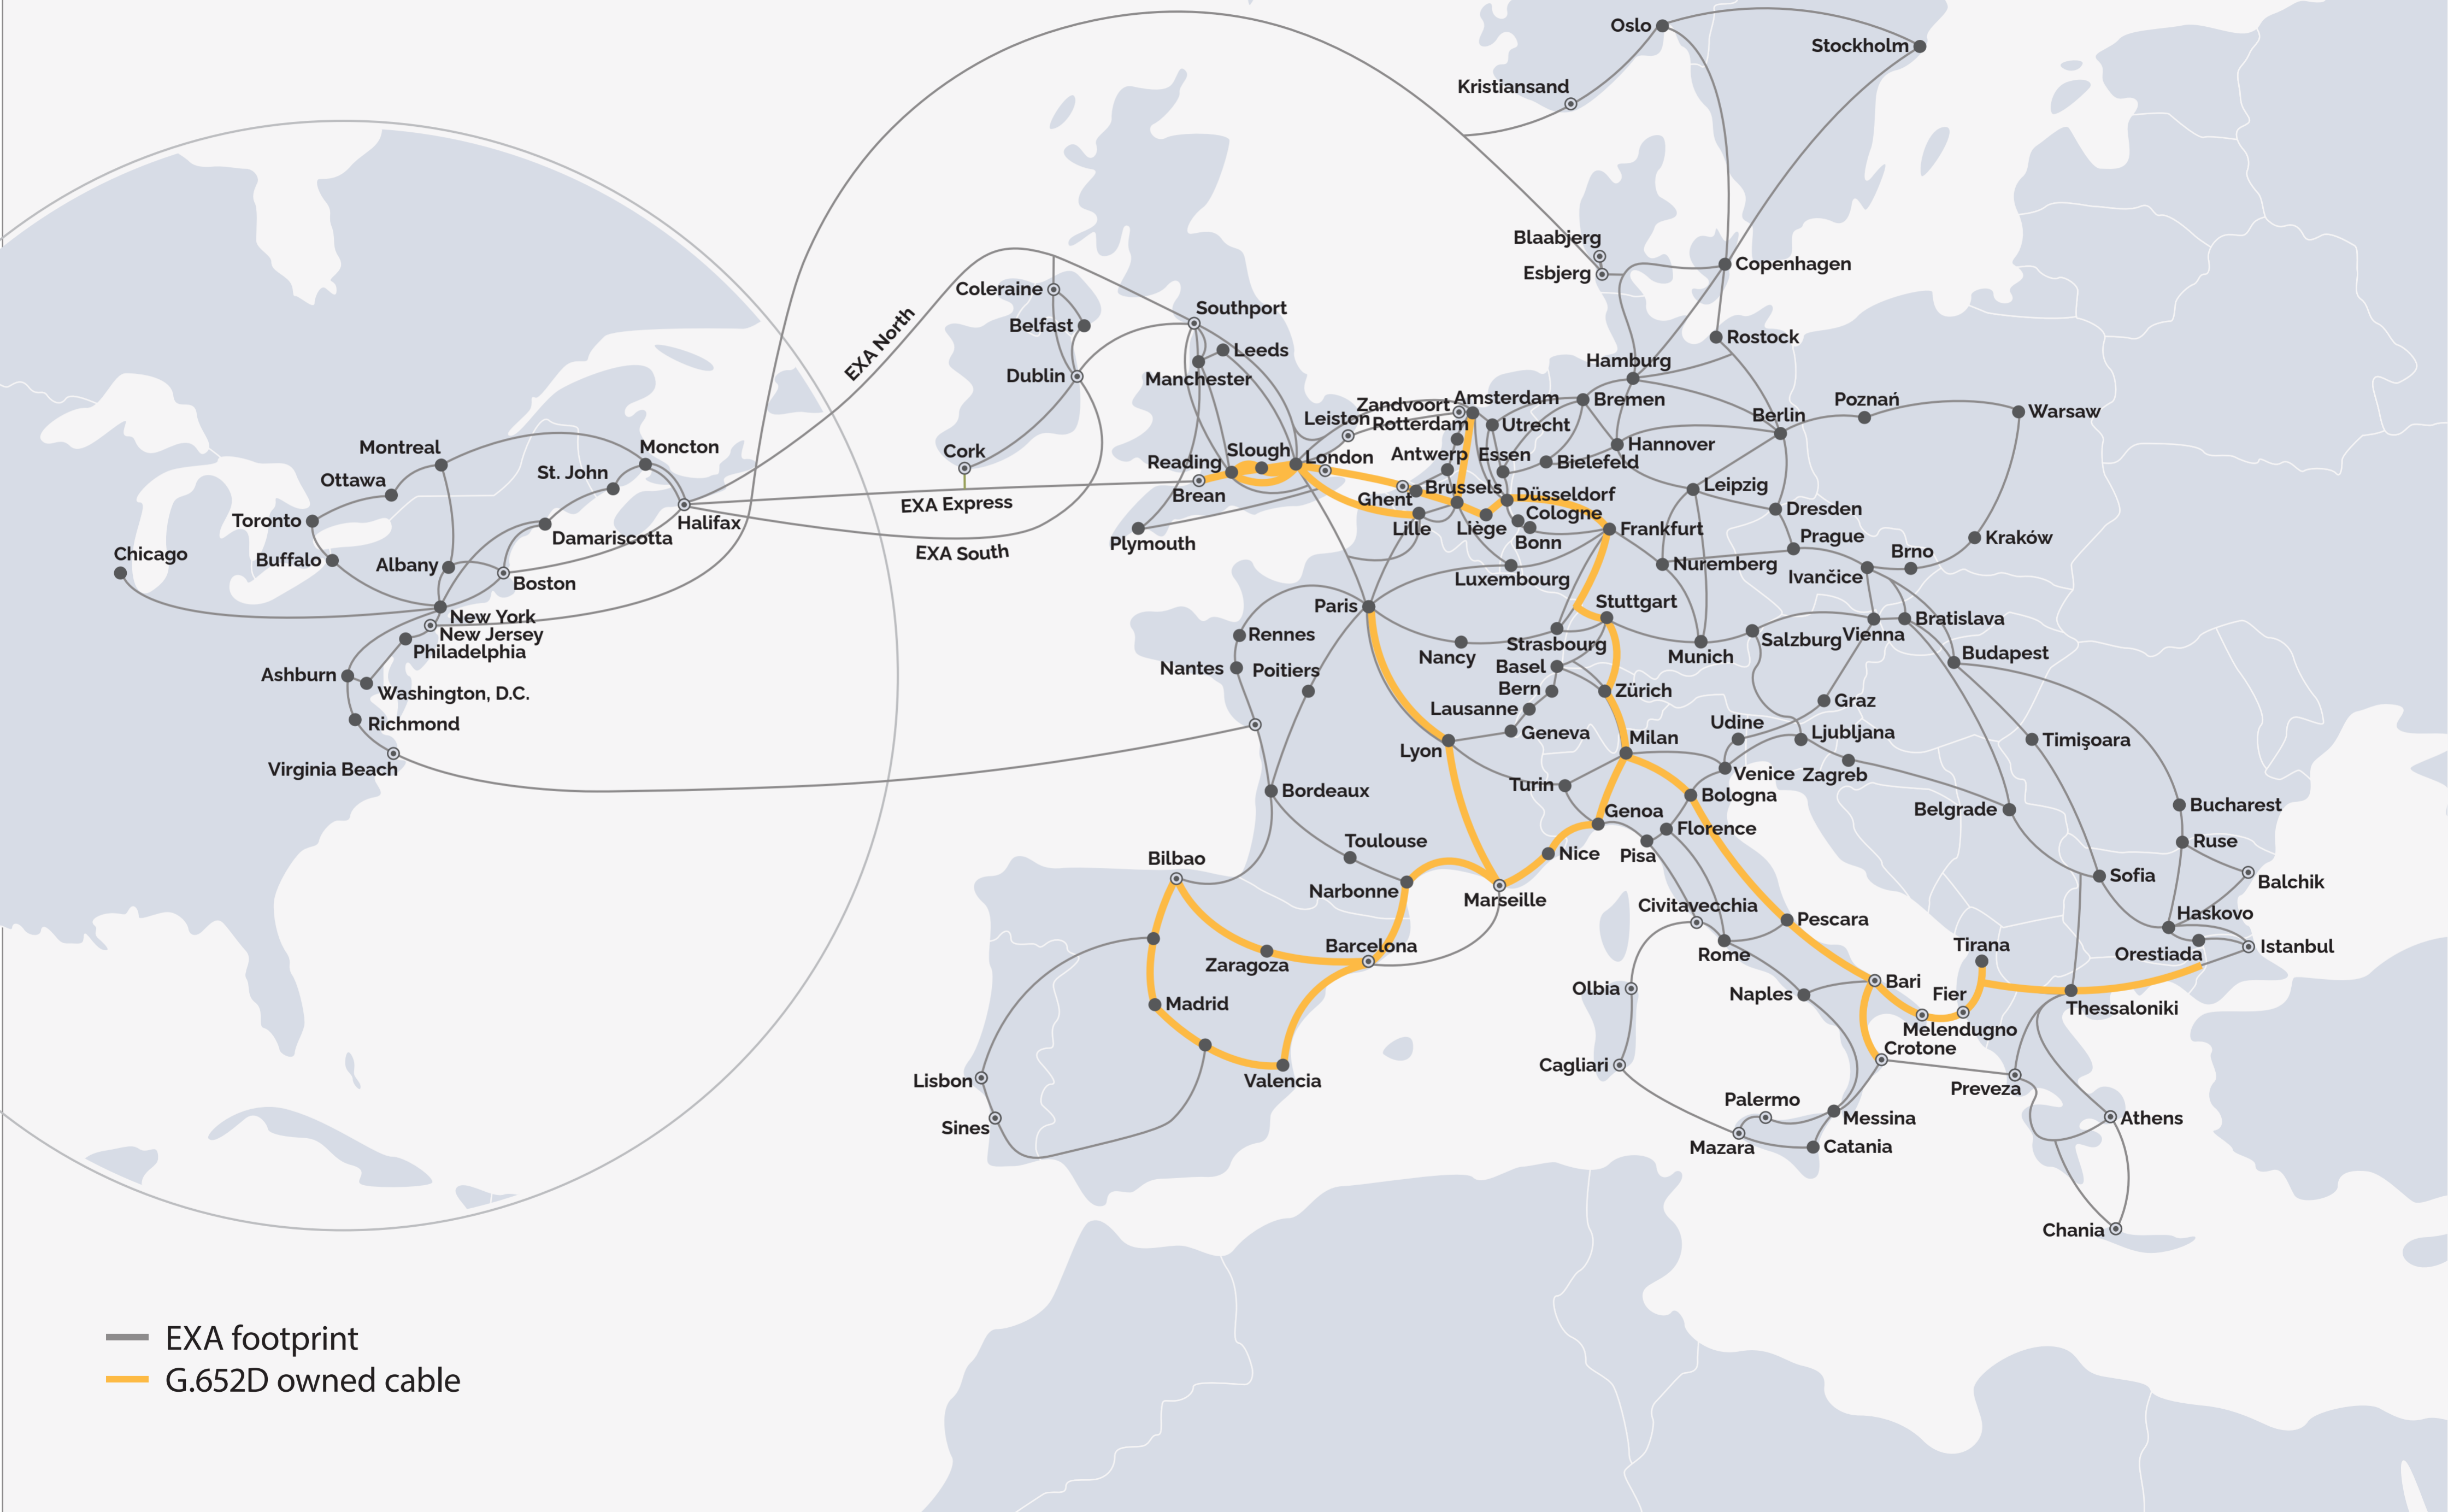 Oslo
Stockholm
Kristiansand
Blaabjerg
Esbjerg
Copenhagen
Coleraine
Southport
Belfast
EXA North
Rostock
Leeds
Hamburg
Dublin
Manchester
Zandvoort
Amsterdam
Bremen
Poznań
Warsaw
Leiston
Rotterdam
Utrecht
Berlin
Montreal
Moncton
Cork
Slough
London
Antwerp
Essen
Hannover
Bielefeld
St. John
Reading
Ottawa
Brean
Ghent
Brussels
Düsseldorf
Leipzig
EXA Express
Toronto
Halifax
Lille
Liège
Cologne
Dresden
Damariscotta
Plymouth
Bonn
Frankfurt
Prague
Kraków
Chicago
EXA South
Buffalo
Albany
Boston
Luxembourg
Nuremberg
Ivančice
Brno
New York
New Jersey
Philadelphia
Paris
Stuttgart
Rennes
Nancy
Strasbourg
Munich
Salzburg
Vienna
Bratislava
Budapest
Ashburn
Washington, D.C.
Nantes
Poitiers
Basel
Bern
Zürich
Graz
Richmond
Lausanne
Geneva
Udine
Ljubljana
Lyon
Milan
Timişoara
Virginia Beach
Turin
Venice
Zagreb
Bordeaux
Bologna
Belgrade
Bucharest
Genoa
Florence
Toulouse
Nice
Pisa
Ruse
Bilbao
Narbonne
Marseille
Sofia
Balchik
Civitavecchia
Pescara
Haskovo
Barcelona
Zaragoza
Rome
Tirana
Orestiada
Istanbul
Olbia
Naples
Bari
Fier
Madrid
Thessaloniki
Melendugno
Crotone
Cagliari
Lisbon
Valencia
Preveza
Palermo
Messina
Athens
Sines
Mazara
Catania
Chania
EXA footprint
G.652D owned cable